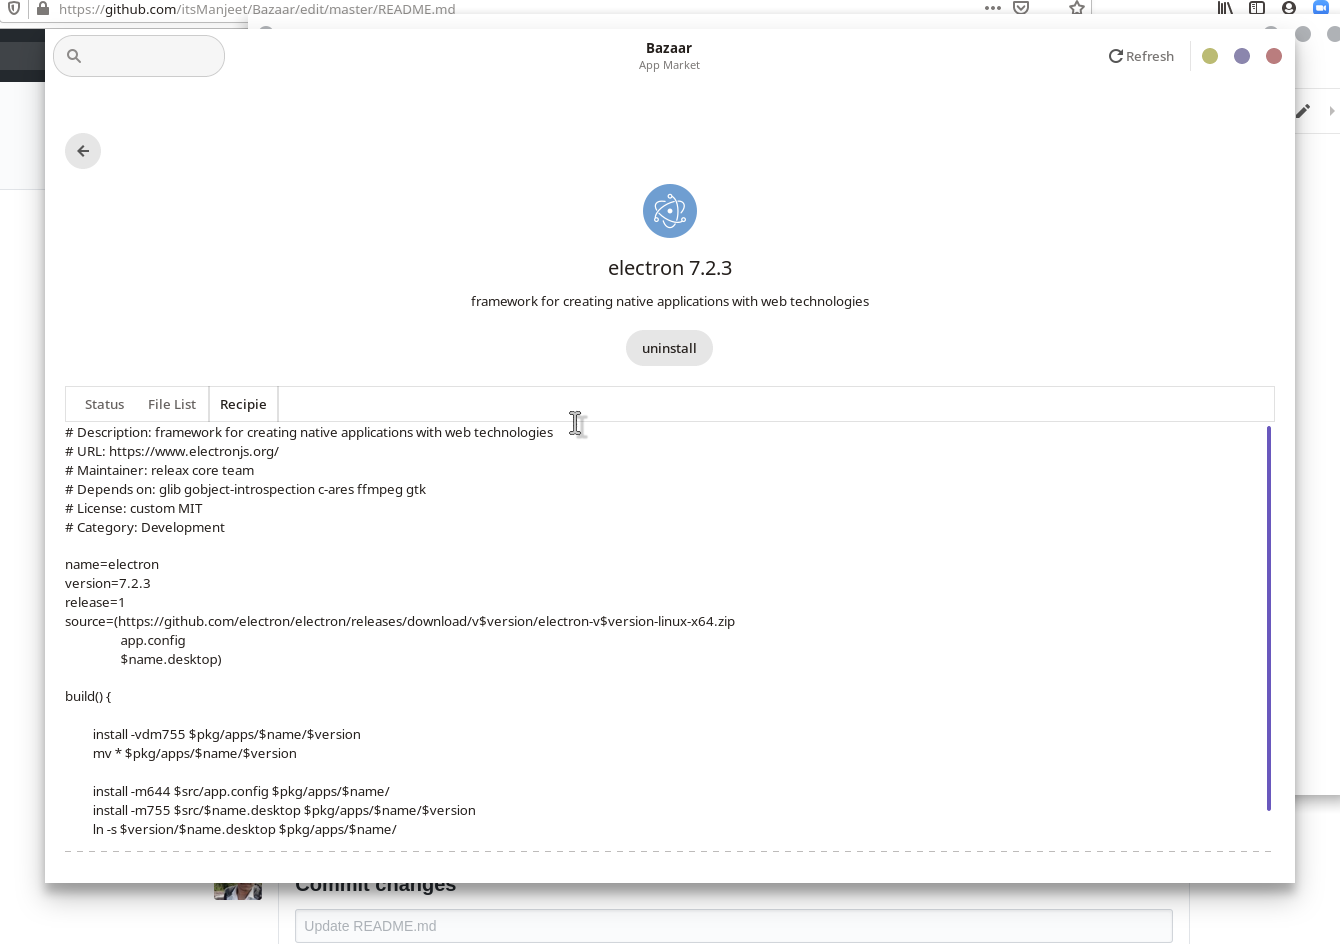 https://github.com/itsManjeet/Bazaar/edit/master/README.md
Bazaar
App Market
Refresh
electron 7.2.3
framework for creating native applications with web technologies
uninstall
Status File List Recipie
# Description: framework for creating native applications with web technologies
# URL: https://www.electronjs.org/
# Maintainer: releax core team
# Depends on: glib gobject-introspection c-ares ffmpeg gtk
# License: custom MIT
# Category: Development
name=electron
version=7.2.3
release=1
source=(https://github.com/electron/electron/releases/download/v$version/electron-v$version-linux-x64.zip
app.config
$name.desktop)
build() {
install -vdm755 $pkg/apps/$name/$version
mv * $pkg/apps/$name/$version
install -m644 $src/app.config $pkg/apps/$name/
install -m755 $src/$name.desktop $pkg/apps/$name/$version
ln -s $version/$name.desktop $pkg/apps/$name/
Commit changes
Update README.md